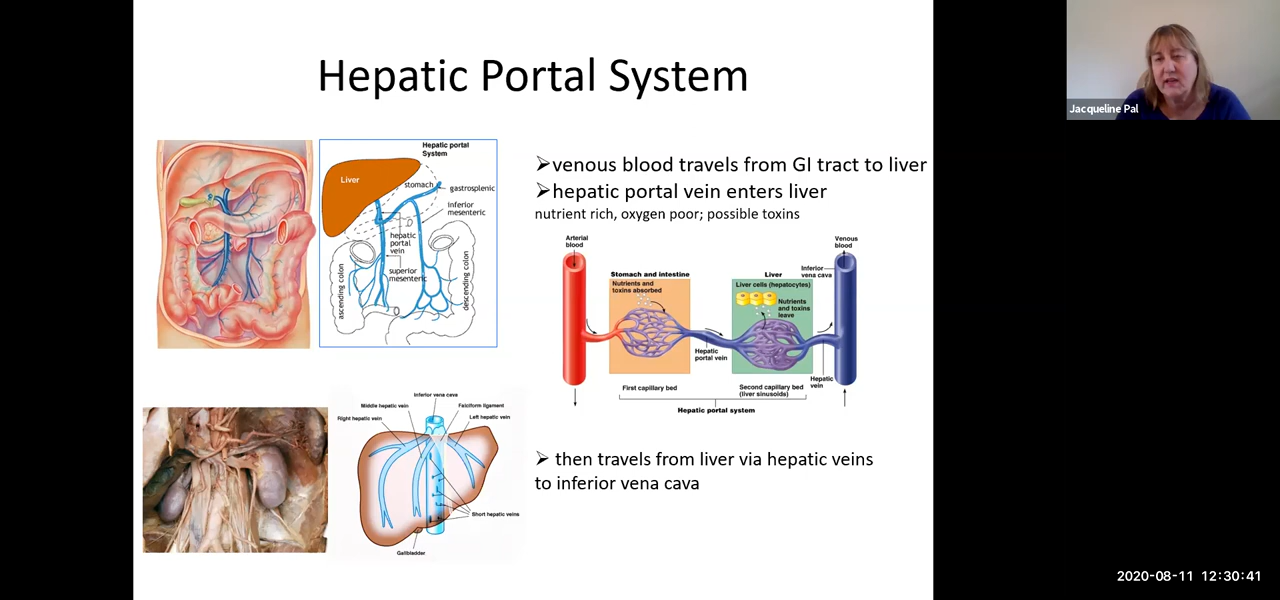 Hepatic Portal System
Jacqueline Pal
Hepatic portal
System
Liver
stomach
gastrosplenic
Inferior
mesenteric
hepatic
portal
vein
superior
mesenteric
ascending colon
descending colon
➢venous blood travels from GI tract to liver
➢hepatic portal vein enters liver
nutrient rich, oxygen poor; possible toxins
Arterial
blood
Venous
blood
Inferior
vena cava
Stomach and intestine
Nutrients and
toxins absorbed
Liver
Liver cells (hepatocytes)
Nutrients
and toxins
leave
Hepatic
portal vein
Hepatic
vein
First capillary bed
Second capillary bed
(liver sinusoids)
Hepatic portal system
Inferior vena cava
Middle hepatic vein
Falciform ligament
Right hepatic vein
Left hepatic vein
Short hepatic veins
Gallbladder
➢ then travels from liver via hepatic veins
to inferior vena cava
2020-08-11 12:30:41